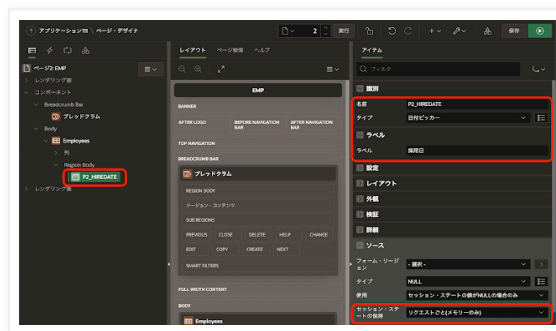 アプリケーション111 \ ページ・デザイナ
2
実行
保存
ページ2: EMP
レンダリング前
コンポーネント
Breadcrumb Bar
ブレッドクラム
Body
Employees
列
Region Body
P2_HIREDATE
レンダリング後
レイアウト
ページ検索
ヘルプ
EMP
BANNER
AFTER LOGO
BEFORE NAVIGATION BAR
AFTER NAVIGATION BAR
TOP NAVIGATION
BREADCRUMB BAR
ブレッドクラム
REGION BODY
リージョン・コンテンツ
SUB REGIONS
PREVIOUS
CLOSE
DELETE
HELP
CHANGE
EDIT
COPY
CREATE
NEXT
SMART FILTERS
FULL WIDTH CONTENT
BODY
Employees
アイテム
フィルタ
識別
名前
P2_HIREDATE
タイプ
日付ピッカー
ラベル
ラベル
採用日
設定
レイアウト
外観
検証
詳細
ソース
フォーム・リージョン
- 選択 -
タイプ
NULL
使用
セッション・ステートの値がNULLの場合のみ
セッション・ステートの保持
リクエストごと(メモリーのみ)